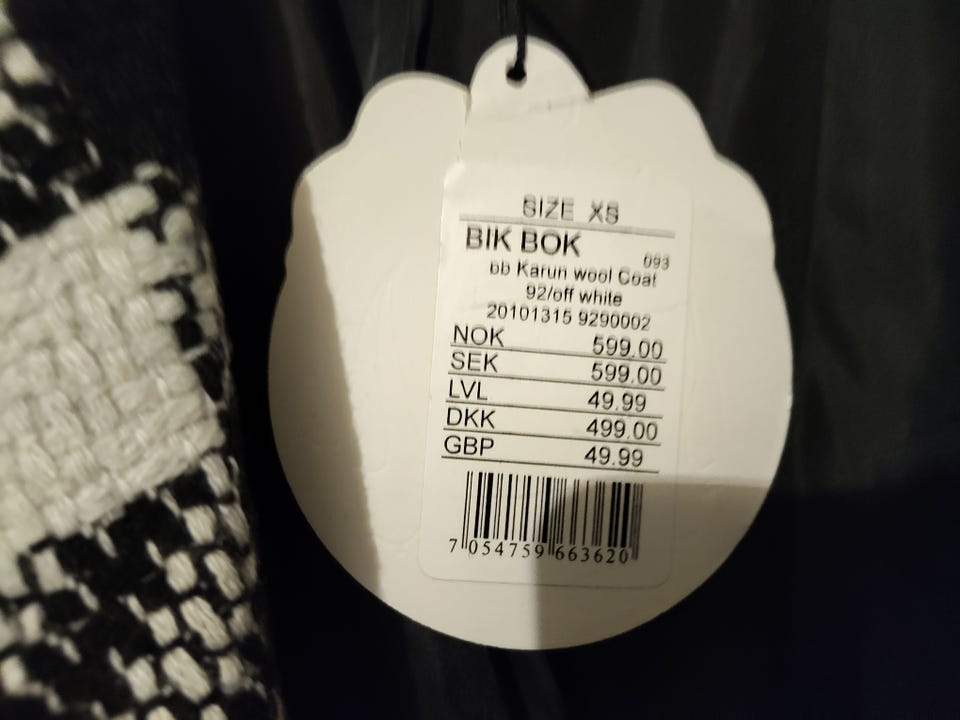 SIZE XS
BIK BOK
093
bb Karun wool Coat
92/off white
20101315 9290002
NOK 599.00
SEK 599.00
LVL 49.99
DKK 499.00
GBP 49.99
7 054759 663620